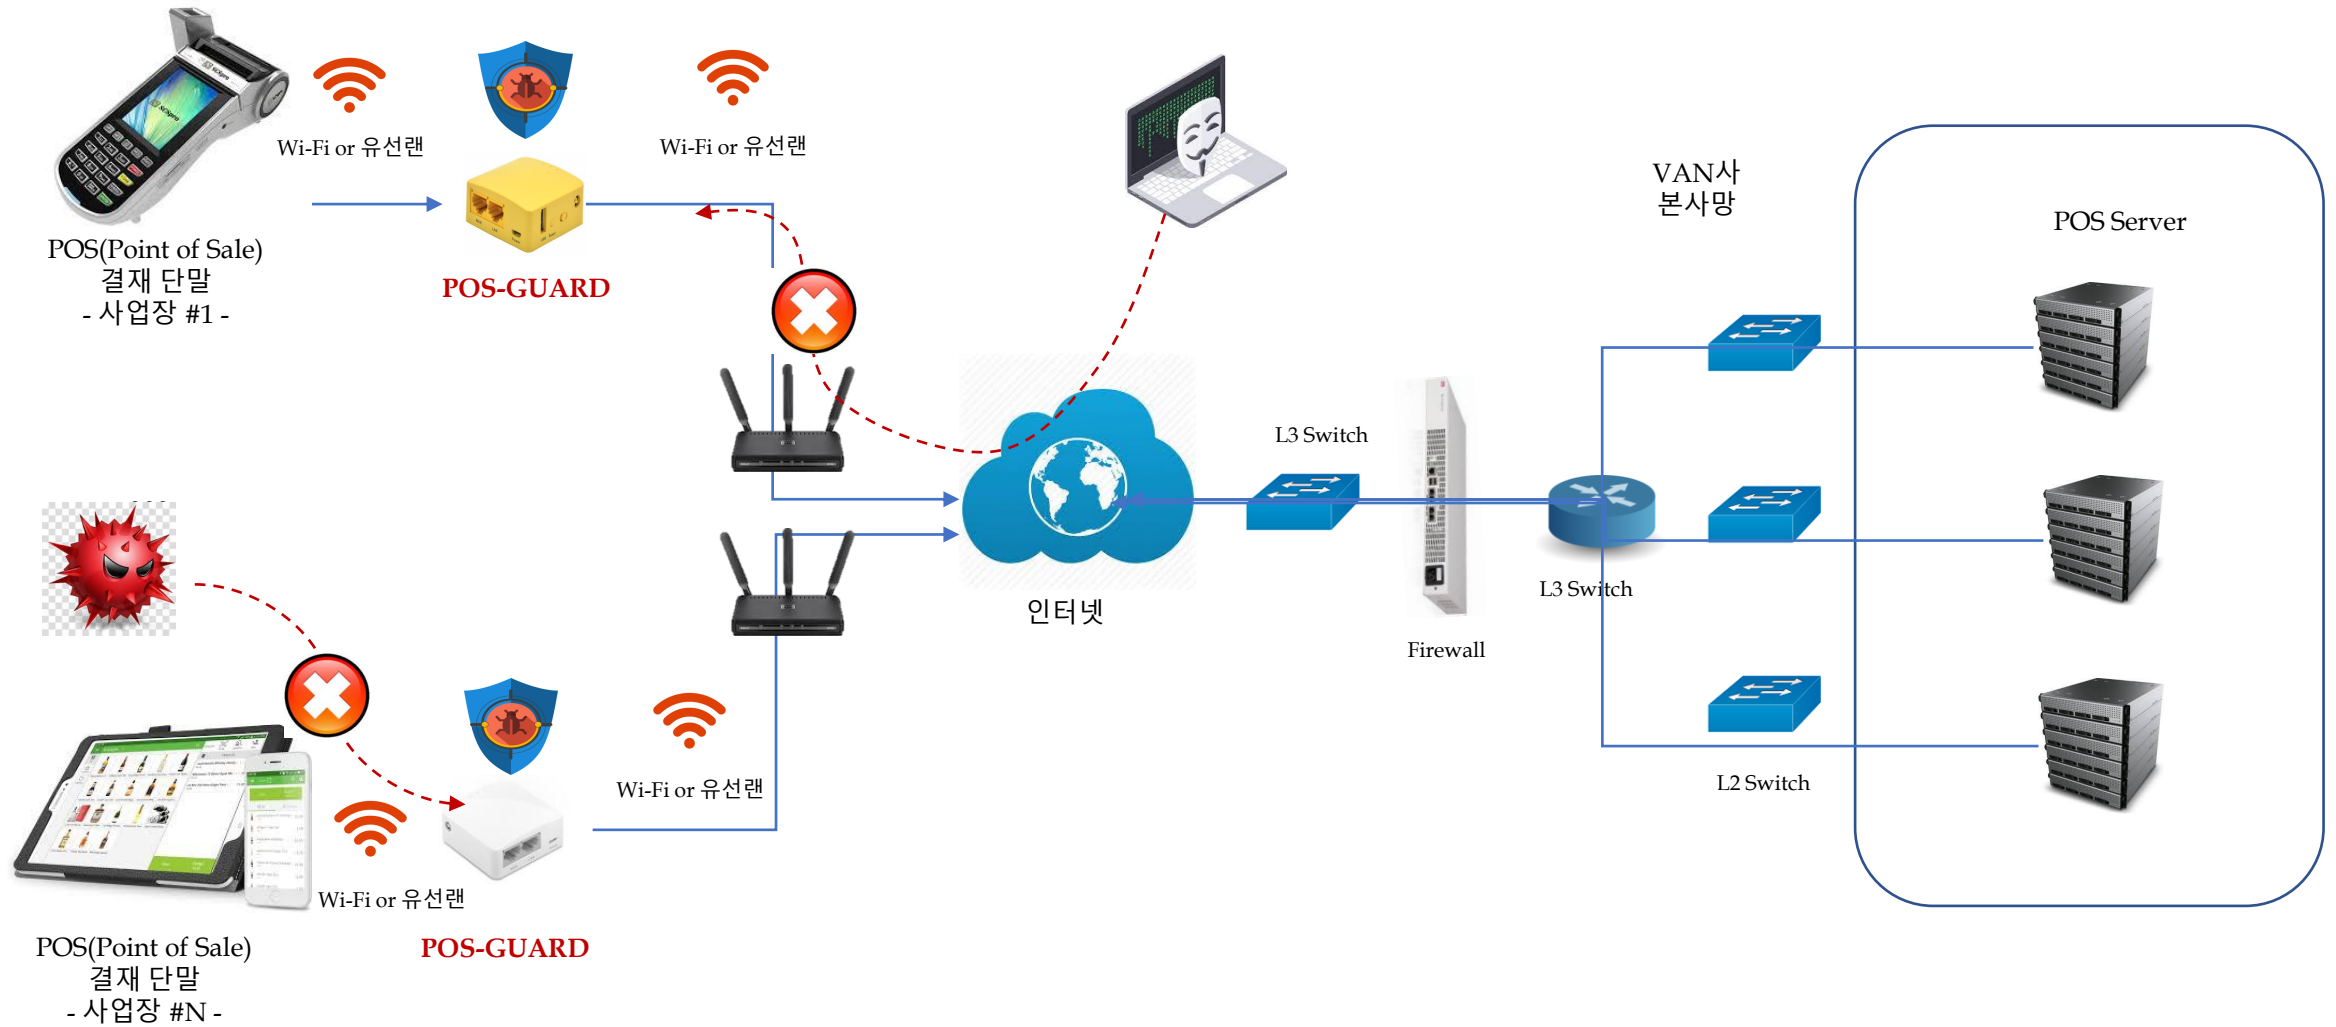 Wi-Fi or 유선랜
Wi-Fi or 유선랜
POS(Point of Sale)
결재 단말
- 사업장 #1 -
POS-GUARD
VAN사
본사망
POS Server
L3 Switch
인터넷
L3 Switch
Firewall
Wi-Fi or 유선랜
L2 Switch
Wi-Fi or 유선랜
POS(Point of Sale)
결재 단말
- 사업장 #N -
POS-GUARD